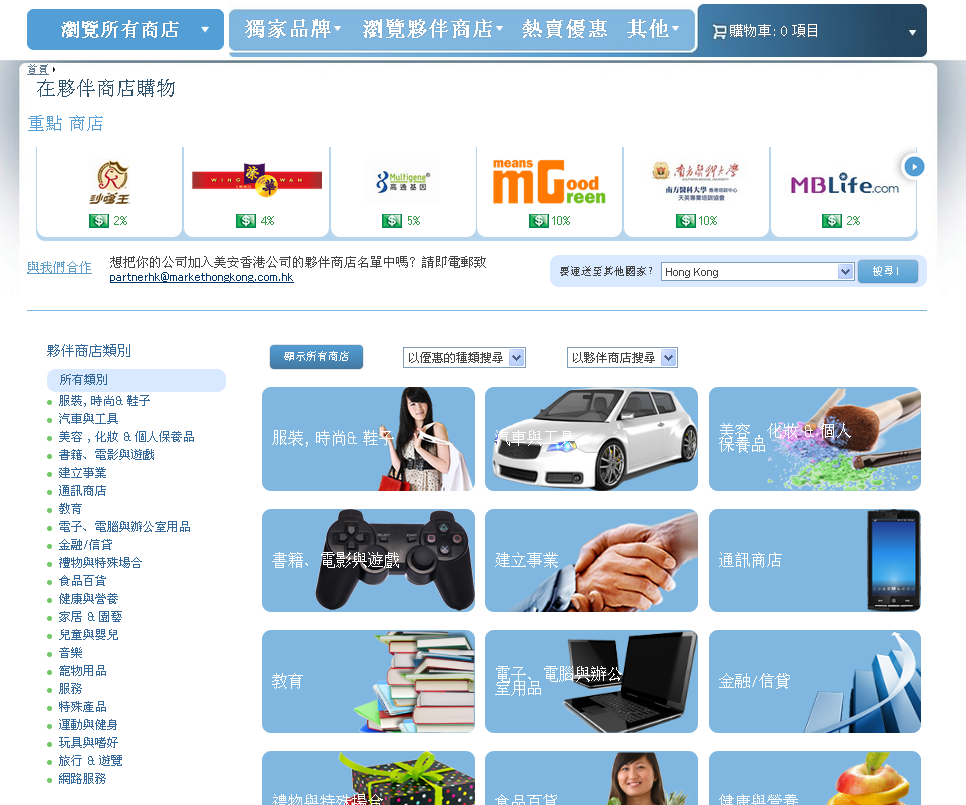 瀏覽所有商店
獨家品牌 瀏覽夥伴商店 熱賣優惠 其他
購物車: 0 項目
首頁
在夥伴商店購物
重點 商店
沙嗲王
WING WAH
榮華
Multigene
高通基因
means
mGood
Green
南方醫科大學
南方醫科大學
天英專業培訓協會
MBLife.com
$ 2%
$ 4%
$ 5%
$ 10%
$ 10%
$ 2%
與我們合作
想把你的公司加入美安香港公司的夥伴商店名單中嗎? 請即電郵致
partnerhk@markethongkong.com.hk
要運送至其他國家?
Hong Kong
搜尋!
夥伴商店類別
所有類別
服裝, 時尚& 鞋子
汽車與工具
美容 , 化妝 & 個人保養品
書籍、電影與遊戲
建立事業
通訊商店
教育
電子、電腦與辦公室用品
金融/信貸
禮物與特殊場合
食品百貨
健康與營養
家居 & 園藝
兒童與嬰兒
音樂
寵物用品
服務
特殊產品
運動與健身
玩具與嗜好
旅行 & 遊覽
網路服務
顯示所有商店
以優惠的種類搜尋
以夥伴商店搜尋
服裝, 時尚& 鞋子
汽車與工具
美容 , 化妝 & 個人
保養品
書籍、電影與遊戲
建立事業
通訊商店
教育
電子、電腦與辦公
室用品
金融/信貸
禮物與特殊場合
食品百貨
健康與營養